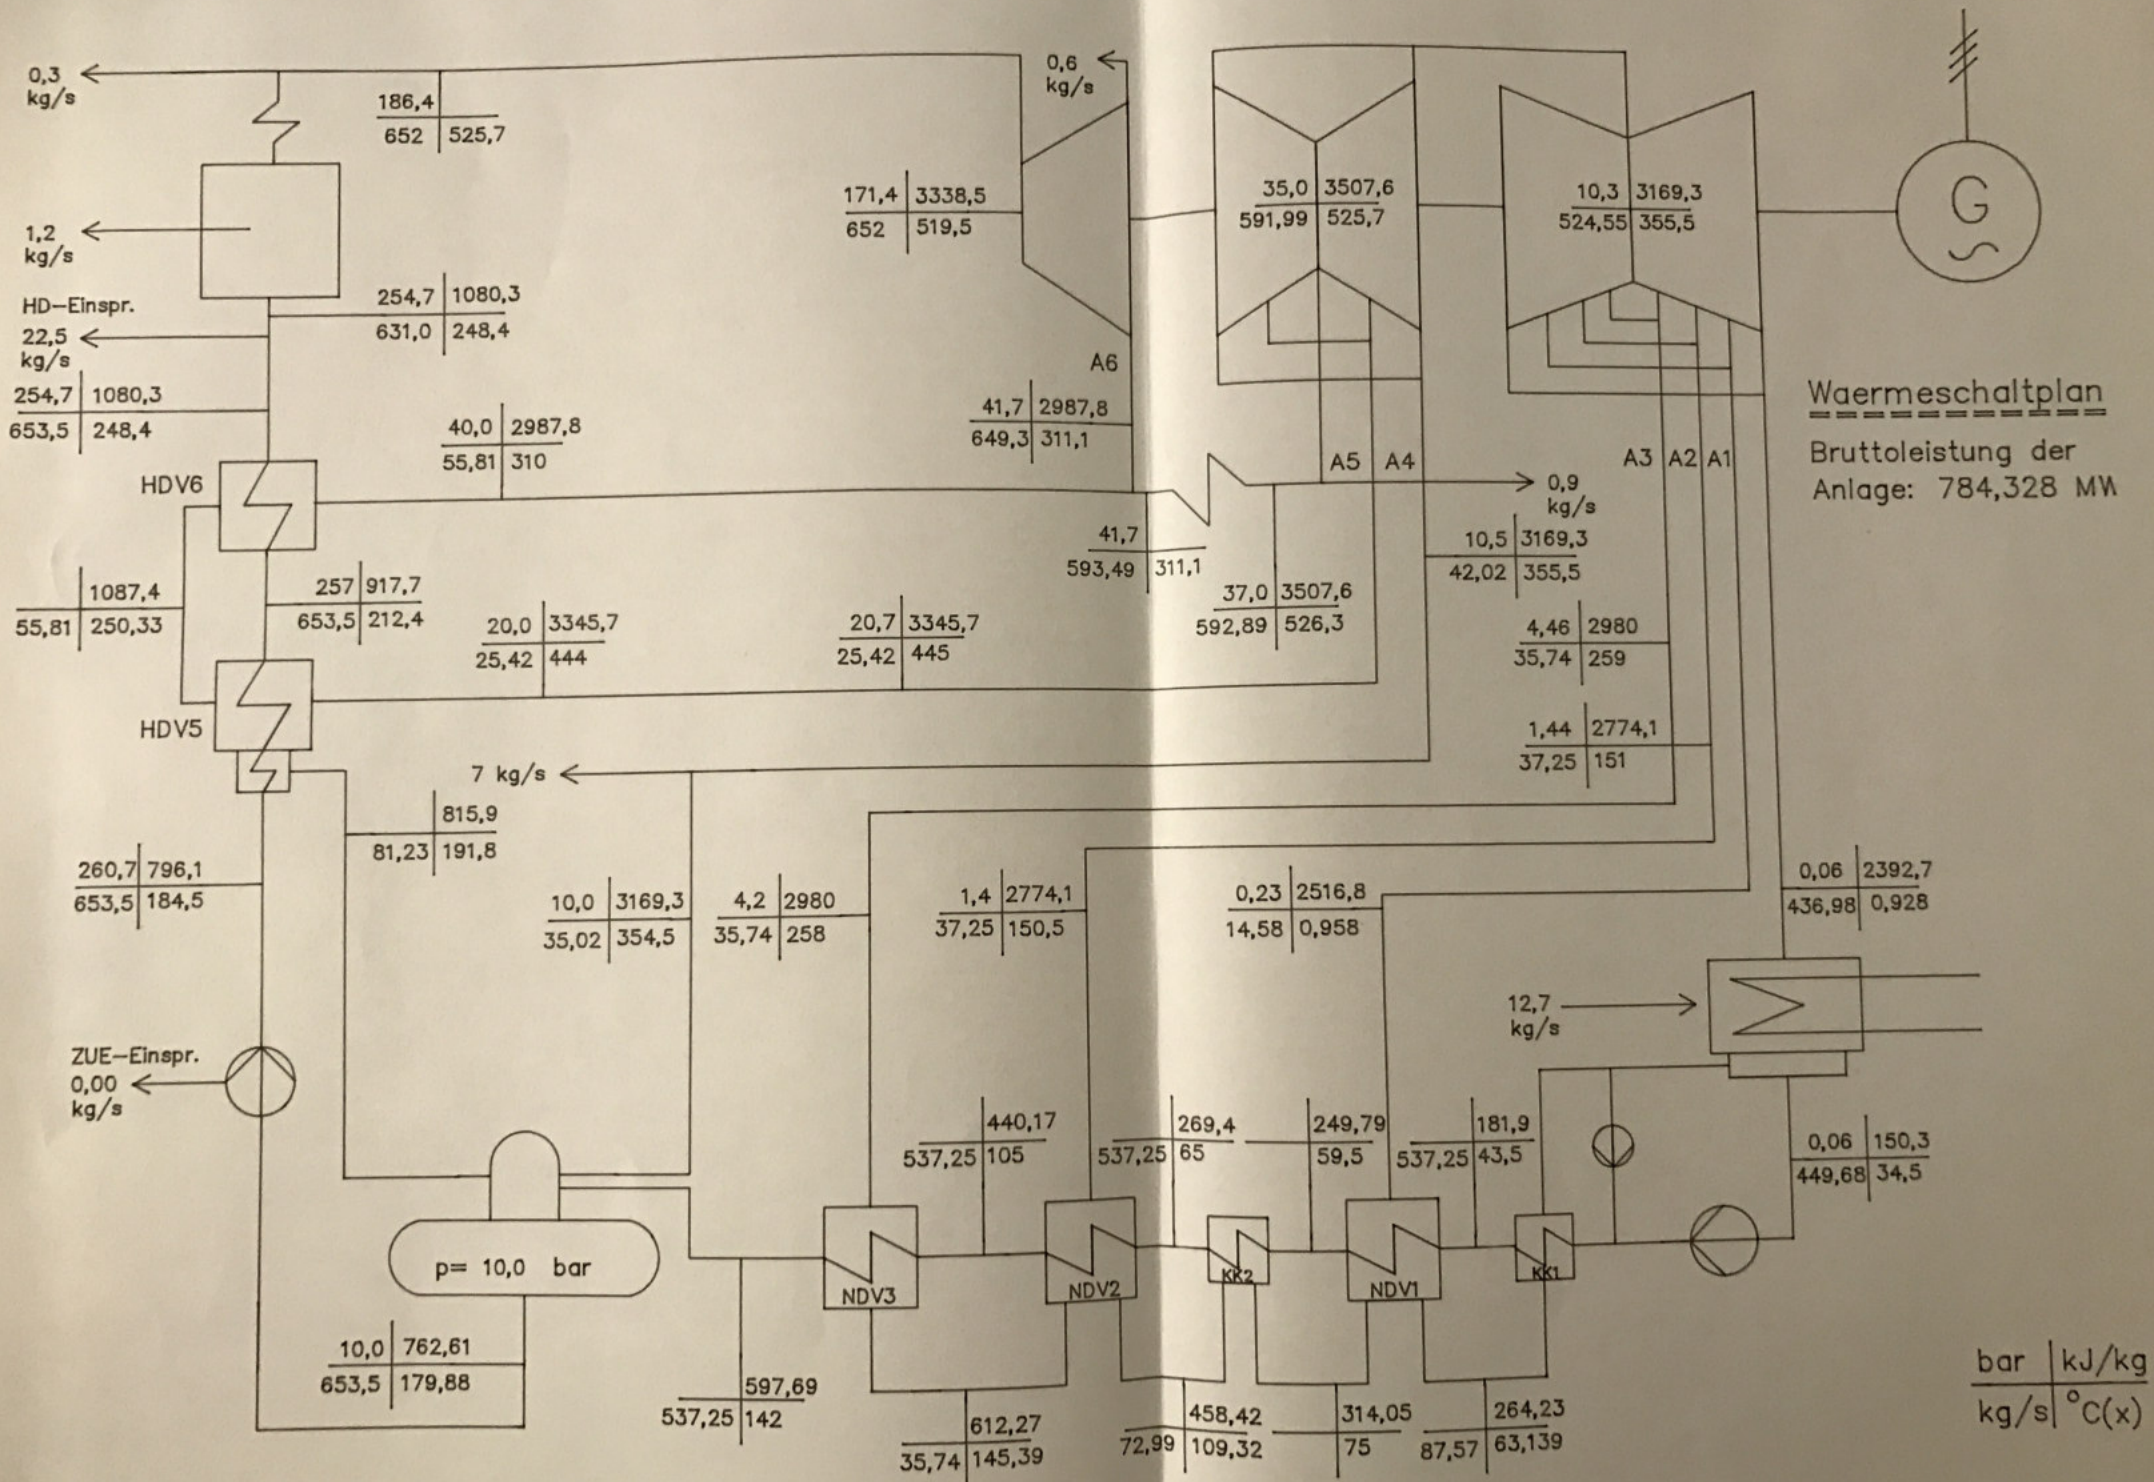 0,3
kg/s
186,4
652 525,7
1,2
kg/s
HD-Einspr.
22,5
kg/s
254,7 1080,3
631,0 248,4
254,7 1080,3
653,5 248,4
HDV6
40,0 2987,8
55,81 310
1087,4
55,81 250,33
257 917,7
653,5 212,4
HDV5
20,0 3345,7
25,42 444
20,7 3345,7
25,42 445
0,6
kg/s
171,4 3338,5
652 519,5
A6
41,7 2987,8
649,3 311,1
41,7
593,49 311,1
35,0 3507,6
591,99 525,7
10,3 3169,3
524,55 355,5
G
A5 A4
A3 A2 A1
0,9
kg/s
37,0 3507,6
592,89 526,3
10,5 3169,3
42,02 355,5
4,46 2980
35,74 259
1,44 2774,1
37,25 151
Waermeschaltplan
Bruttoleistung der
Anlage: 784,328 MW
7 kg/s
815,9
81,23 191,8
260,7 796,1
653,5 184,5
10,0 3169,3
35,02 354,5
4,2 2980
35,74 258
1,4 2774,1
37,25 150,5
0,23 2516,8
14,58 0,958
0,06 2392,7
436,98 0,928
12,7
kg/s
ZUE-Einspr.
0,00
kg/s
440,17
537,25 105
269,4
537,25 65
249,79
59,5
181,9
537,25 43,5
0,06 150,3
449,68 34,5
p= 10,0 bar
NDV3
NDV2
KK2
NDV1
KK1
10,0 762,61
653,5 179,88
597,69
537,25 142
612,27
35,74 145,39
458,42
72,99 109,32
314,05
75
264,23
87,57 63,139
bar kJ/kg
kg/s °C(x)